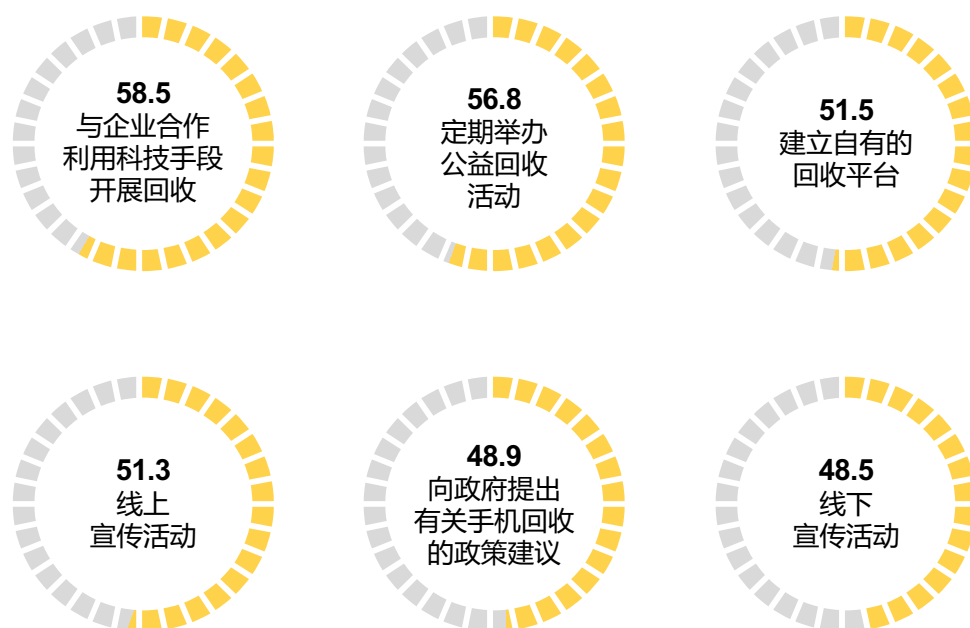 58.5
与企业合作
利用科技手段
开展回收
56.8
定期举办
公益回收
活动
51.5
建立自有的
回收平台
51.3
线上
宣传活动
48.9
向政府提出
有关手机回收
的政策建议
48.5
线下
宣传活动